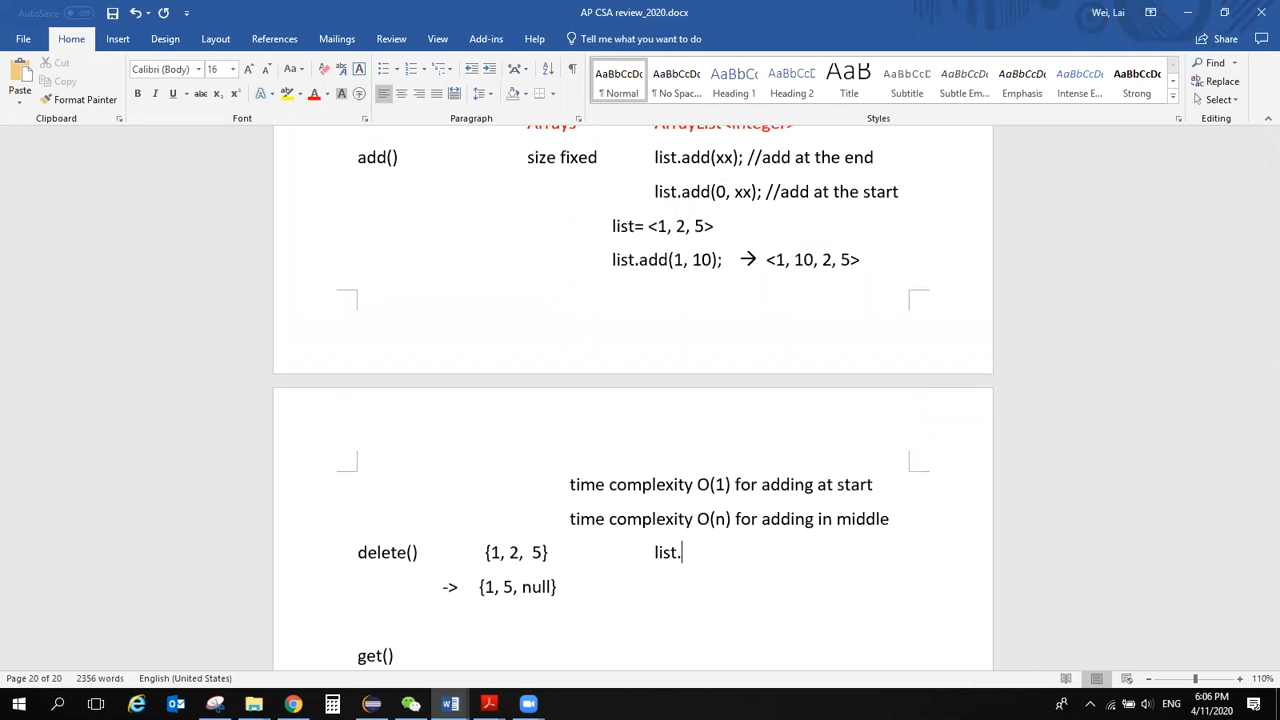 AutoSave Off AP CSA review_2020.docx Wei, Lai
File Home Insert Design Layout References Mailings Review View Add-ins Help Tell me what you want to do Share
Cut
Copy
Paste
Format Painter
Calibri (Body) 16
Find
Replace
Select
AaBbCcDc AaBbCcDc AaBbCc AaBbCcD AaB AaBbCcD AaBbCcDc AaBbCcDc AaBbCcDc AaBbCcDc
¶ Normal ¶ No Spac... Heading 1 Heading 2 Title Subtitle Subtle Em... Emphasis Intense E... Strong
Clipboard Font Paragraph Styles Editing
Arrays ArrayList<Integer>
add() size fixed list.add(xx); //add at the end
list.add(0, xx); //add at the start
list= <1, 2, 5>
list.add(1, 10); → <1, 10, 2, 5>
time complexity O(1) for adding at start
time complexity O(n) for adding in middle
delete() {1, 2, 5} list.
-> {1, 5, null}
get()
Page 20 of 20 2356 words English (United States) 110%
ENG
6:06 PM
4/11/2020